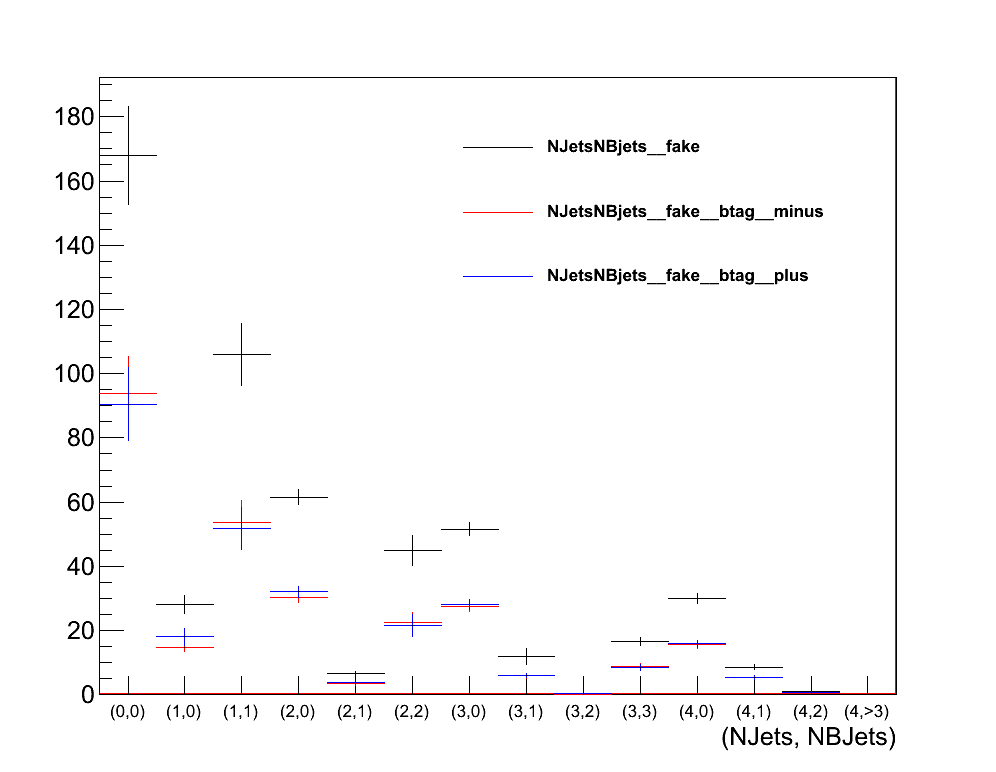 180
160
140
120
100
80
60
40
20
0
NJetsNBjets__fake
NJetsNBjets__fake__btag__minus
NJetsNBjets__fake__btag__plus
(0,0) (1,0) (1,1) (2,0) (2,1) (2,2) (3,0) (3,1) (3,2) (3,3) (4,0) (4,1) (4,2) (4,>3)
(NJets, NBJets)